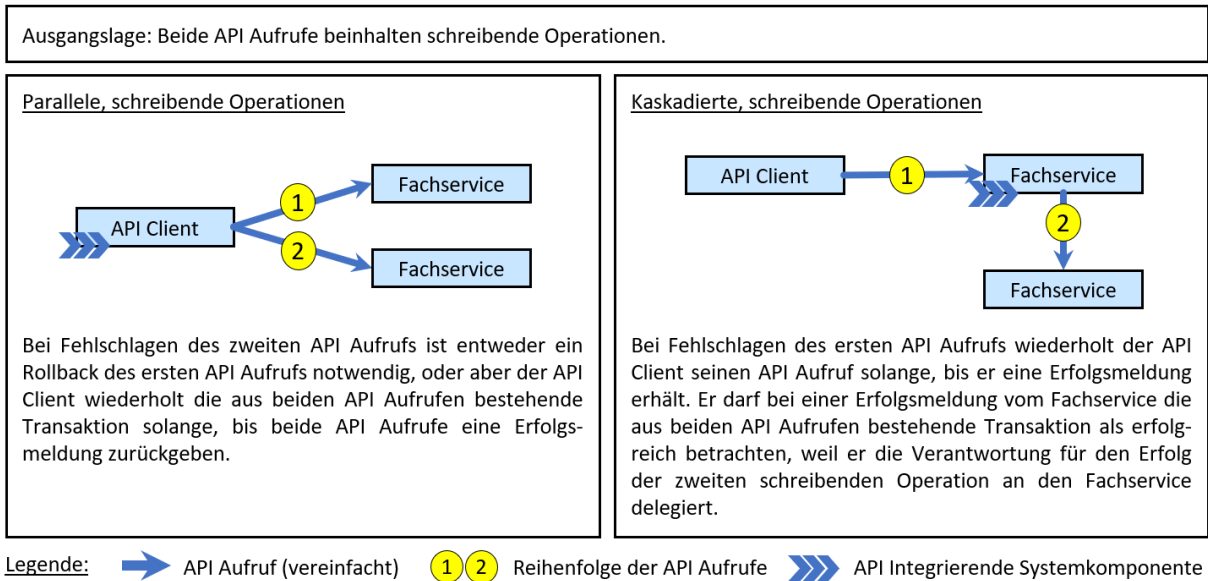 Ausgangslage: Beide API Aufrufe beinhalten schreibende Operationen.
Parallele, schreibende Operationen
API Client
1
2
Fachservice
Fachservice
Bei Fehlschlagen des zweiten API Aufrufs ist entweder ein
Rollback des ersten API Aufrufs notwendig, oder aber der API
Client wiederholt die aus beiden API Aufrufen bestehende
Transaktion solange, bis beide API Aufrufe eine Erfolgs-
meldung zurückgeben.
Kaskadierte, schreibende Operationen
API Client
1
Fachservice
2
Fachservice
Bei Fehlschlagen des ersten API Aufrufs wiederholt der API
Client seinen API Aufruf solange, bis er eine Erfolgsmeldung
erhält. Er darf bei einer Erfolgsmeldung vom Fachservice die
aus beiden API Aufrufen bestehende Transaktion als erfolg-
reich betrachten, weil er die Verantwortung für den Erfolg
der zweiten schreibenden Operation an den Fachservice
delegiert.
Legende: API Aufruf (vereinfacht) 1 2 Reihenfolge der API Aufrufe API Integrierende Systemkomponente